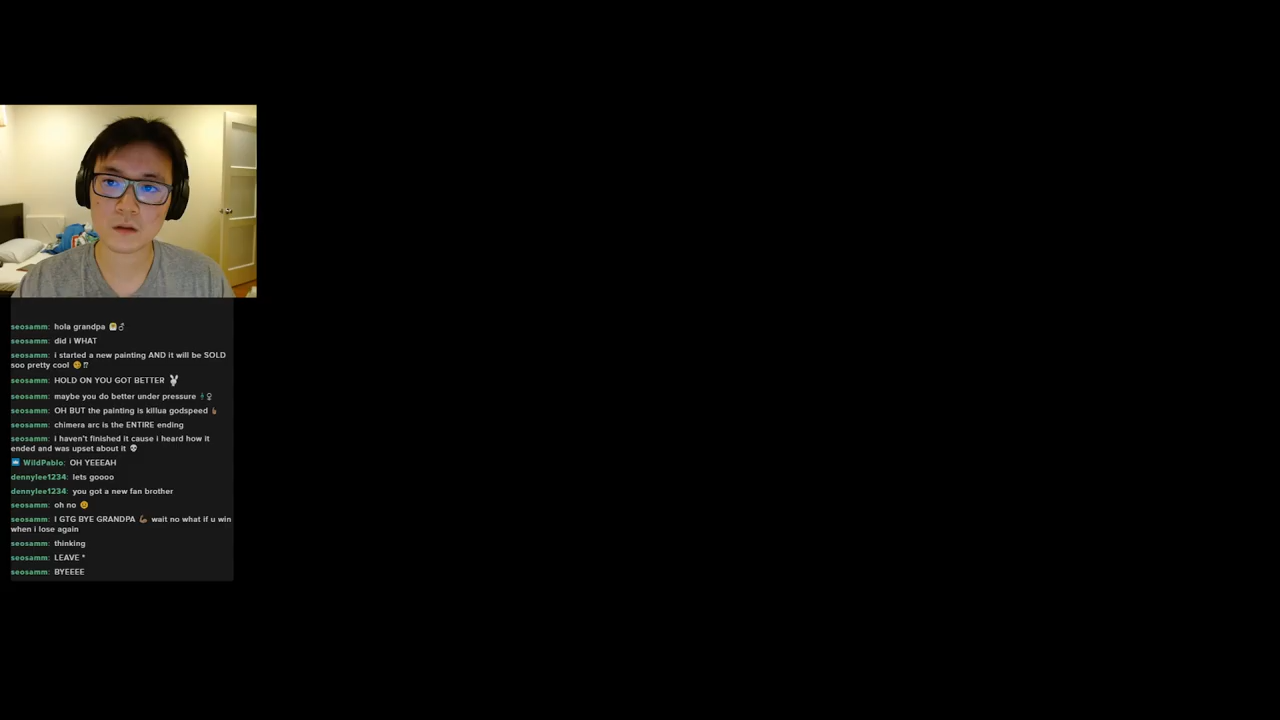 seosamm: hola grandpa
seosamm: did i WHAT
seosamm: i started a new painting AND it will be SOLD
soo pretty cool 🧐⁉
seosamm: HOLD ON YOU GOT BETTER
seosamm: maybe you do better under pressure
seosamm: OH BUT the painting is killua godspeed
seosamm: chimera arc is the ENTIRE ending
seosamm: i haven't finished it cause i heard how it
ended and was upset about it 💀
WildPablo: OH YEEEAH
dennylee1234: lets goooo
dennylee1234: you got a new fan brother
seosamm: oh no
seosamm: I GTG BYE GRANDPA 💪🏾 wait no what if u win
when i lose again
seosamm: thinking
seosamm: LEAVE *
seosamm: BYEEEE